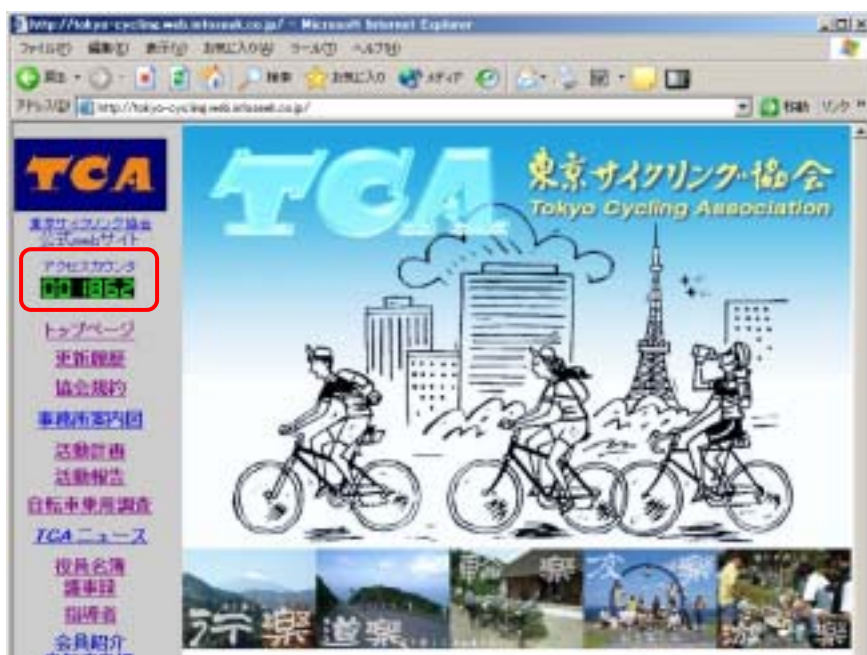 http://tokyo-cycling.web.infoseek.co.jp/ - Microsoft Internet Explorer
ファイル(F) 編集(E) 表示(V) お気に入り(A) ツール(T) ヘルプ(H)
戻る 検索 お気に入り メディア
アドレス(D) http://tokyo-cycling.web.infoseek.co.jp/ 移動 リンク »
TCA
東京サイクリング協会
公式webサイト
アクセスカウンタ
001862
トップページ
更新履歴
協会規約
事務所案内図
活動計画
活動報告
自転車乗用調査
TCAニュース
役員名簿
議事録
指導者
会員紹介
TCA
東京サイクリング協会
Tokyo Cycling Association
行楽
道楽